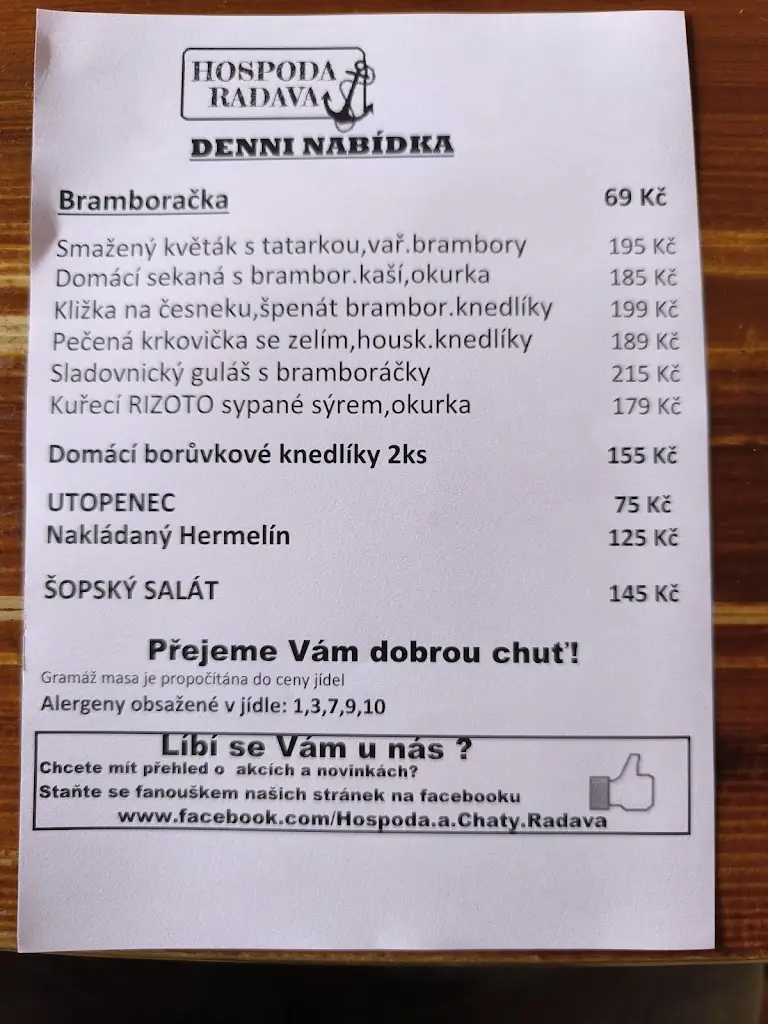 HOSPODA
RADAVA
DENNI NABÍDKA
Bramboračka 69 Kč
Smažený květák s tatarkou,vař.brambory 195 Kč
Domácí sekaná s brambor.kaší,okurka 185 Kč
Kližka na česneku,špenát brambor.knedlíky 199 Kč
Pečená krkovička se zelím,housk.knedlíky 189 Kč
Sladovnický guláš s bramboráčky 215 Kč
Kuřecí RIZOTO sypané sýrem,okurka 179 Kč
Domácí borůvkové knedlíky 2ks 155 Kč
UTOPENEC 75 Kč
Nakládaný Hermelín 125 Kč
ŠOPSKÝ SALÁT 145 Kč
Přejeme Vám dobrou chuť!
Gramáž masa je propočítána do ceny jídel
Alergeny obsažené v jídle: 1,3,7,9,10
Líbí se Vám u nás ?
Chcete mít přehled o akcích a novinkách?
Staňte se fanouškem našich stránek na facebooku
www.facebook.com/Hospoda.a.Chaty.Radava